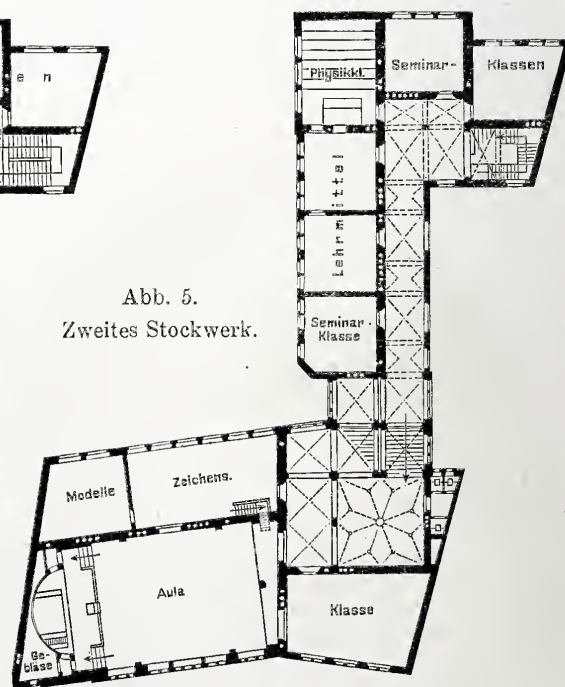 e n
Physikkl.
Seminar-
Klassen
Lehrmittel
Abb. 5.
Zweites Stockwerk.
Seminar-
Klasse
Modelle
Zeichens.
Aula
Klasse
Ge-
bläse